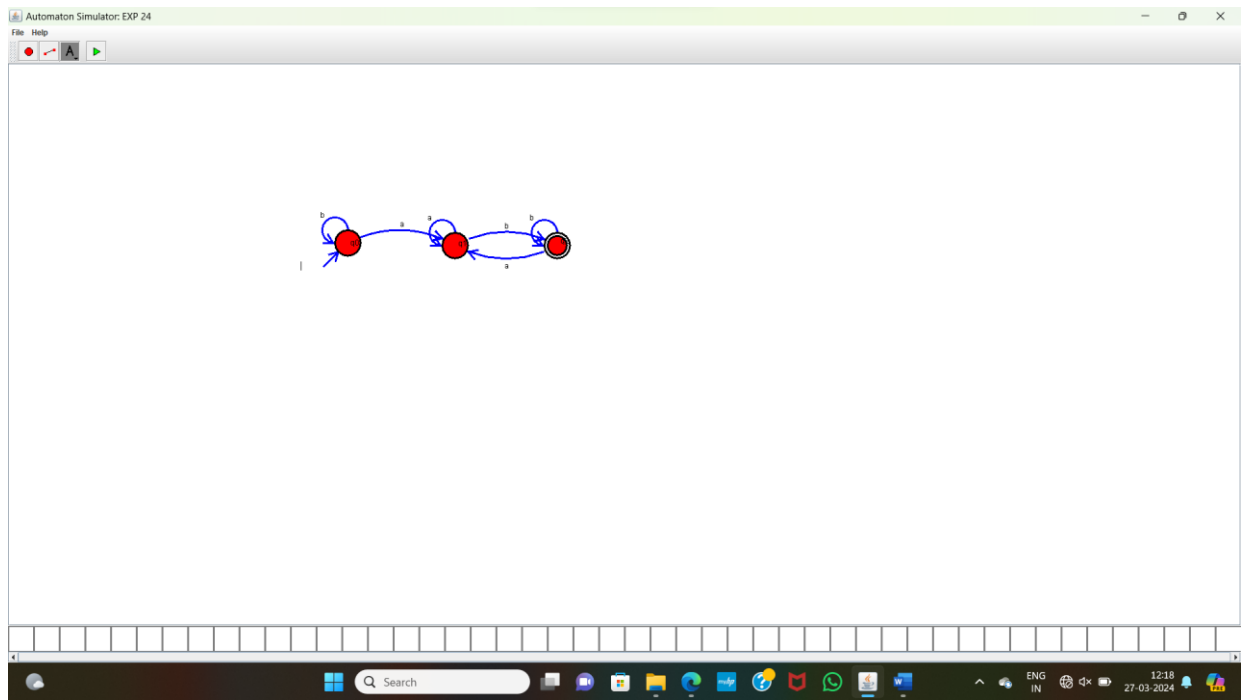 Automaton Simulator: EXP 24
File Help
A
b
a
a
b
b
a
Search
ENG
IN
12:18
27-03-2024